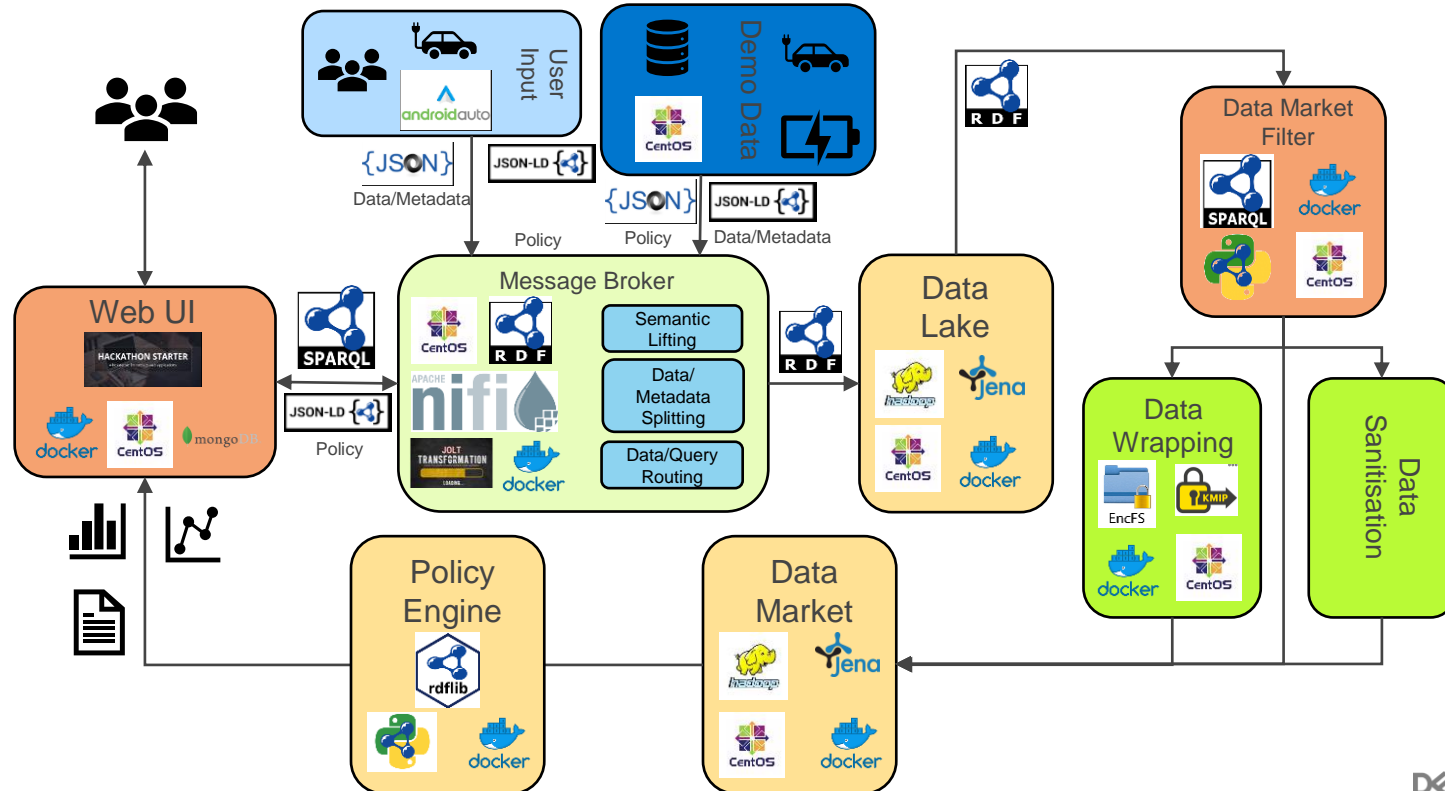 User
Input
androidauto
Demo Data
CentOS
{JSON}
JSON-LD
Data/Metadata
Policy
{JSON}
JSON-LD
Policy
Data/Metadata
RDF
Data Market
Filter
SPARQL
docker
CentOS
Web UI
HACKATHON STARTER
docker
CentOS
mongoDB
SPARQL
JSON-LD
Policy
Message Broker
CentOS
RDF
APACHE
nifi
JOLT
TRANSFORMATION
LOADING...
docker
Semantic
Lifting
Data/
Metadata
Splitting
Data/Query
Routing
RDF
Data
Lake
hadoop
Jena
CentOS
docker
Data
Wrapping
EncFS
KMIP
docker
CentOS
Data
Sanitisation
Policy
Engine
rdflib
docker
Data
Market
hadoop
Jena
CentOS
docker